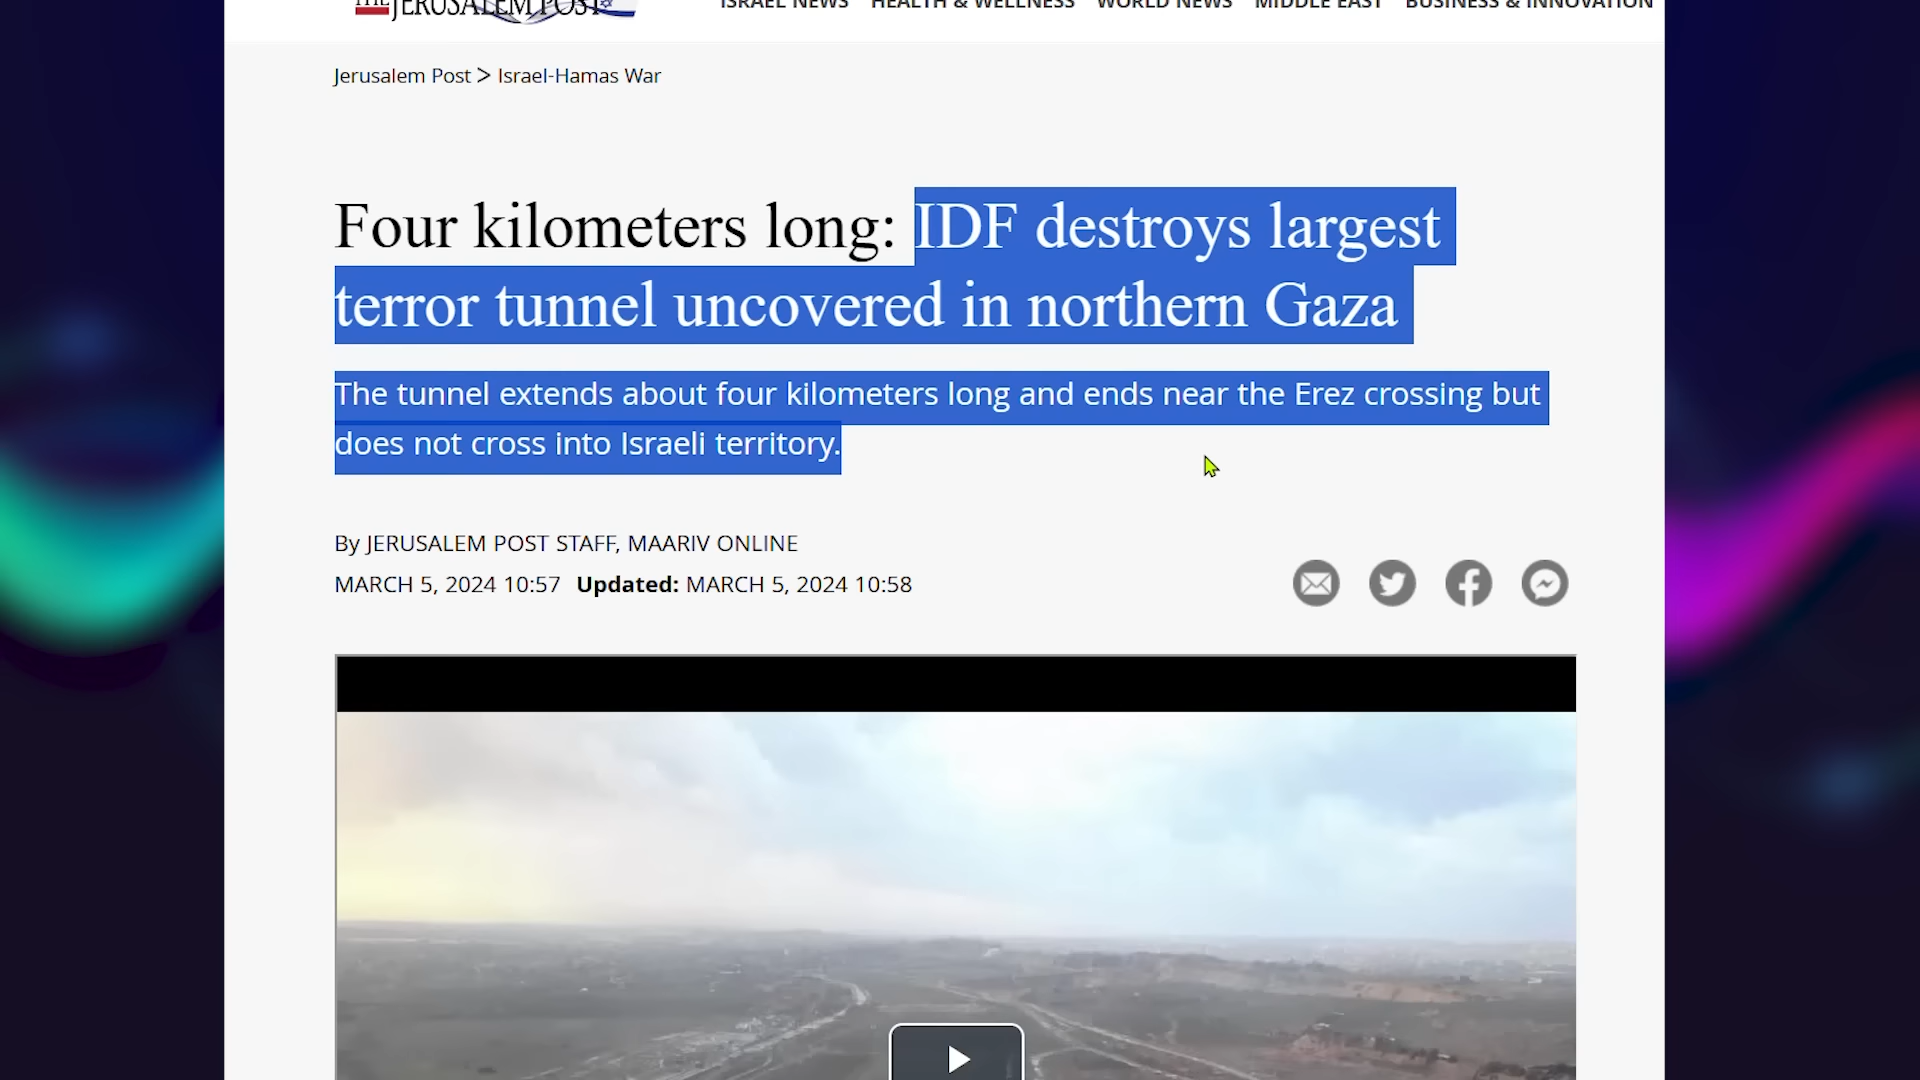 THE JERUSALEM POST
ISRAEL NEWS HEALTH & WELLNESS WORLD NEWS MIDDLE EAST BUSINESS & INNOVATION
Jerusalem Post > Israel-Hamas War
Four kilometers long: IDF destroys largest
terror tunnel uncovered in northern Gaza
The tunnel extends about four kilometers long and ends near the Erez crossing but
does not cross into Israeli territory.
By JERUSALEM POST STAFF, MAARIV ONLINE
MARCH 5, 2024 10:57 Updated: MARCH 5, 2024 10:58